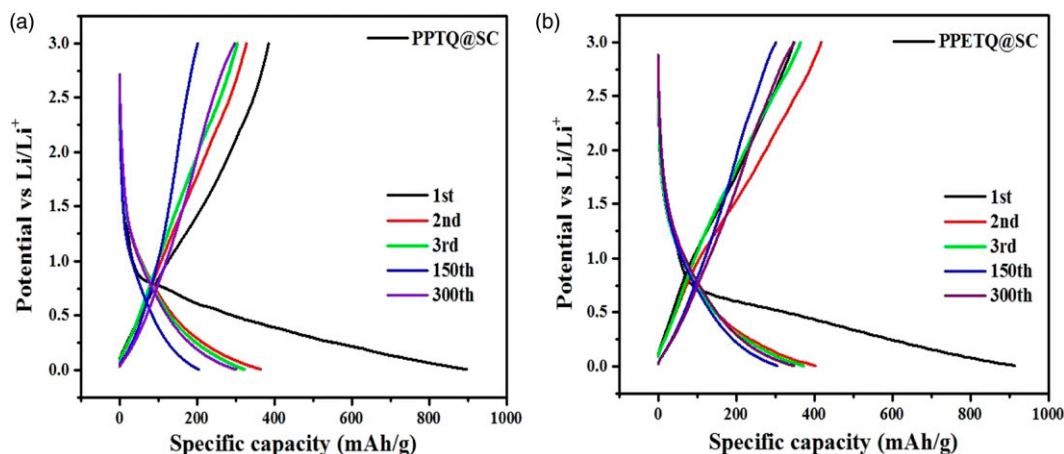 (a)
PPTQ@SC
3.0
2.5
2.0
1.5
1.0
0.5
0.0
Potential vs Li/Li⁺
1st
2nd
3rd
150th
300th
0 200 400 600 800 1000
Specific capacity (mAh/g)
(b)
PPETQ@SC
3.0
2.5
2.0
1.5
1.0
0.5
0.0
Potential vs Li/Li⁺
1st
2nd
3rd
150th
300th
0 200 400 600 800 1000
Specific capacity (mAh/g)